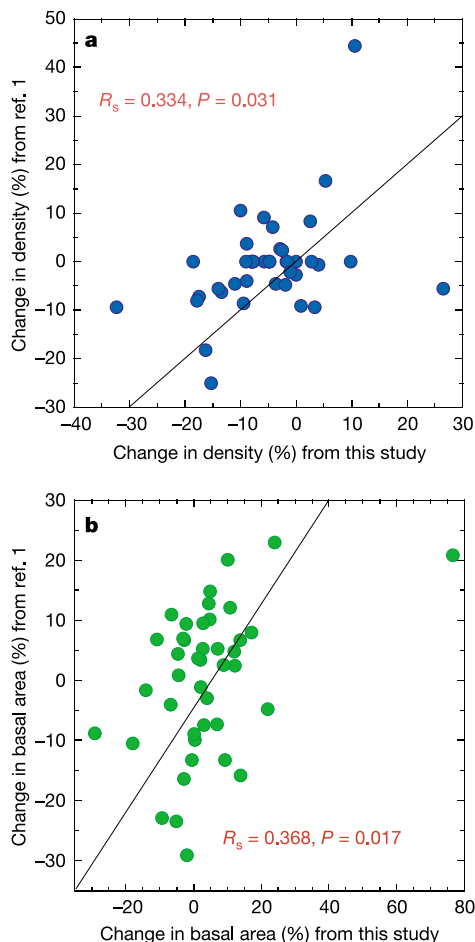 a
R_s = 0.334, P = 0.031
Change in density (%) from ref. 1
50
40
30
20
10
0
−10
−20
−30
−40 −30 −20 −10 0 10 20 30
Change in density (%) from this study
b
Change in basal area (%) from ref. 1
30
20
10
0
−10
−20
−30
R_s = 0.368, P = 0.017
−20 0 20 40 60 80
Change in basal area (%) from this study